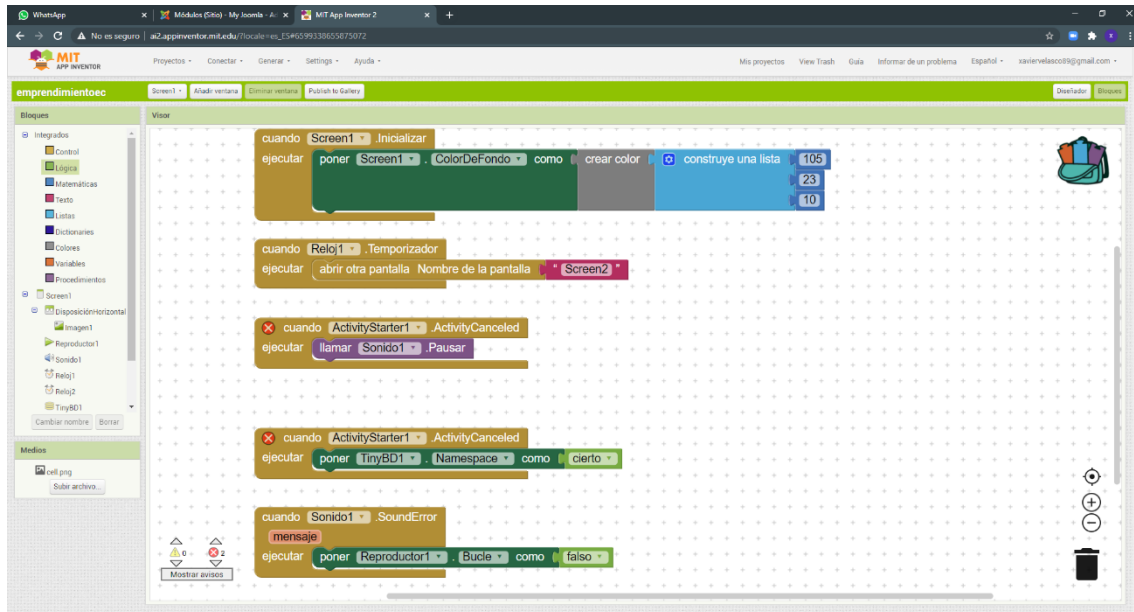 WhatsApp
Módulos (Sitio) - My Joomla - Ac
MIT App Inventor 2
No es seguro | ai2.appinventor.mit.edu/?locale=es_ES#6599338655875072
MIT
APP INVENTOR
Proyectos Conectar Generar Settings Ayuda
Mis proyectos View Trash Guía Informar de un problema Español xaviervelasco89@gmail.com
emprendimientoec
Screen1 Añadir ventana Eliminar ventana Publish to Gallery
Diseñador Bloques
Bloques
Visor
Integrados
Control
Lógica
Matemáticas
Texto
Listas
Dictionaries
Colores
Variables
Procedimientos
Screen1
DisposiciónHorizontal
Imagen1
Reproductor1
Sonido1
Reloj1
Reloj2
TinyBD1
Cambiar nombre Borrar
Medios
cell.png
Subir archivo...
cuando Screen1 .Inicializar
ejecutar poner Screen1 . ColorDeFondo como crear color construye una lista 105
23
10
cuando Reloj1 .Temporizador
ejecutar abrir otra pantalla Nombre de la pantalla " Screen2 "
cuando ActivityStarter1 .ActivityCanceled
ejecutar llamar Sonido1 .Pausar
cuando ActivityStarter1 .ActivityCanceled
ejecutar poner TinyBD1 . Namespace como cierto
cuando Sonido1 .SoundError
mensaje
ejecutar poner Reproductor1 . Bucle como falso
0 2
Mostrar avisos